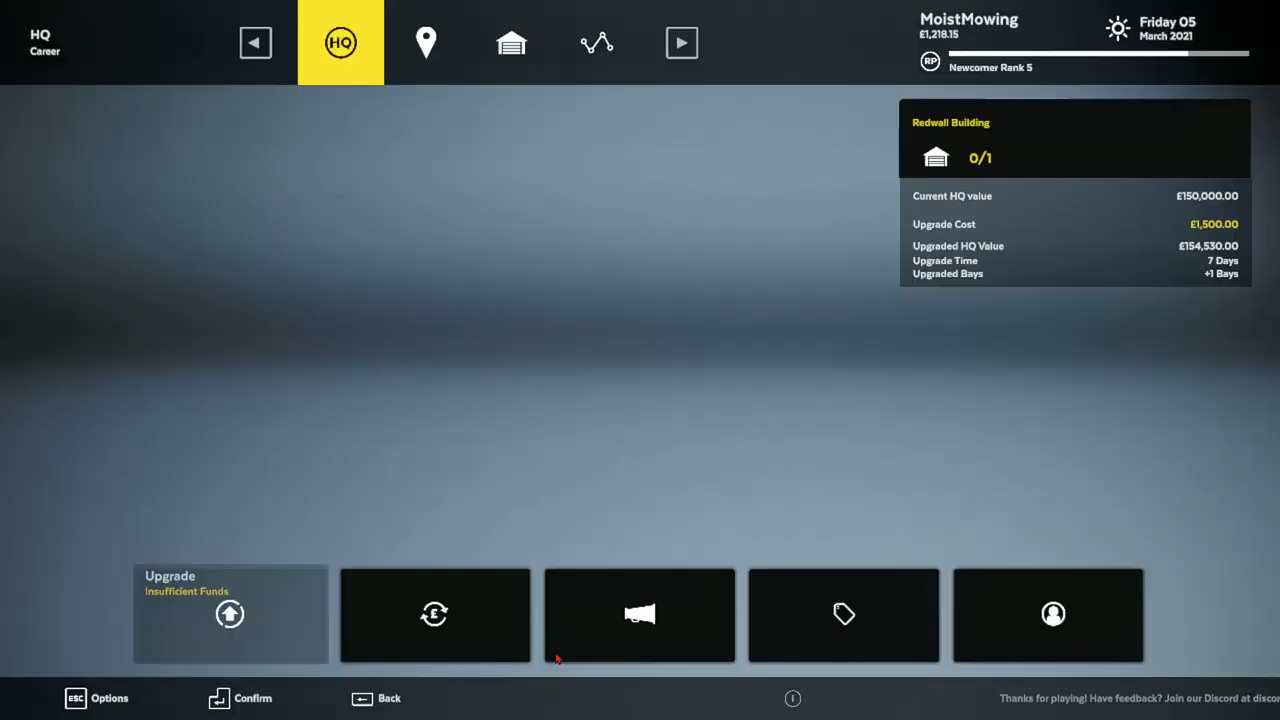 HQ
Career
HQ
MoistMowing
£1,218.15
Friday 05
March 2021
RP
Newcomer Rank 5
Redwall Building
0/1
Current HQ value £150,000.00
Upgrade Cost £1,500.00
Upgraded HQ Value £154,530.00
Upgrade Time 7 Days
Upgraded Bays +1 Bays
Upgrade
Insufficient Funds
£
ESC Options
Confirm
Back
Thanks for playing! Have feedback? Join our Discord at discor